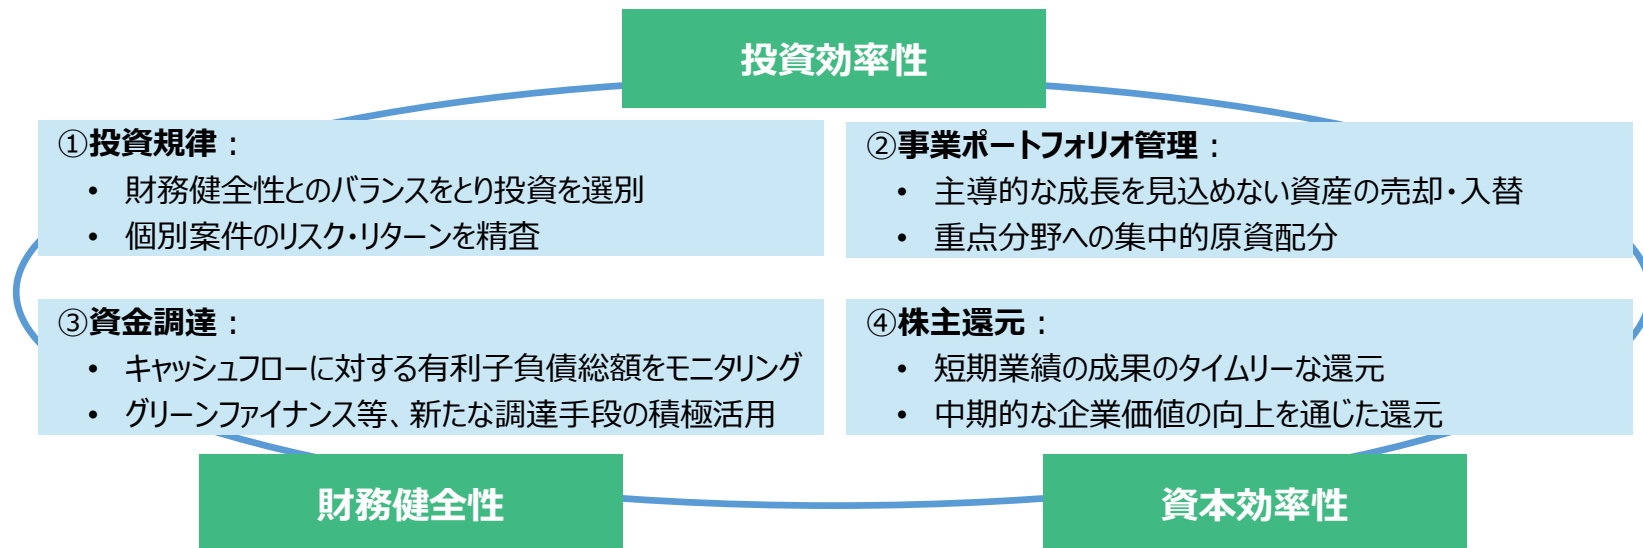 投資効率性
①投資規律：
• 財務健全性とのバランスをとり投資を選別
• 個別案件のリスク・リターンを精査
②事業ポートフォリオ管理：
• 主導的な成長を見込めない資産の売却・入替
• 重点分野への集中的原資配分
③資金調達：
• キャッシュフローに対する有利子負債総額をモニタリング
• グリーンファイナンス等、新たな調達手段の積極活用
④株主還元：
• 短期業績の成果のタイムリーな還元
• 中期的な企業価値の向上を通じた還元
財務健全性
資本効率性